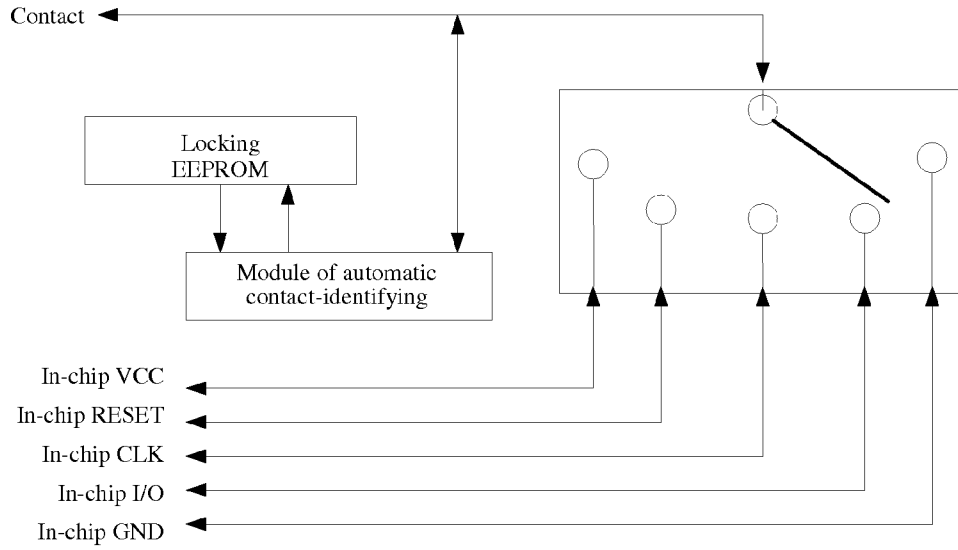 Contact
Locking
EEPROM
Module of automatic
contact-identifying
In-chip VCC
In-chip RESET
In-chip CLK
In-chip I/O
In-chip GND